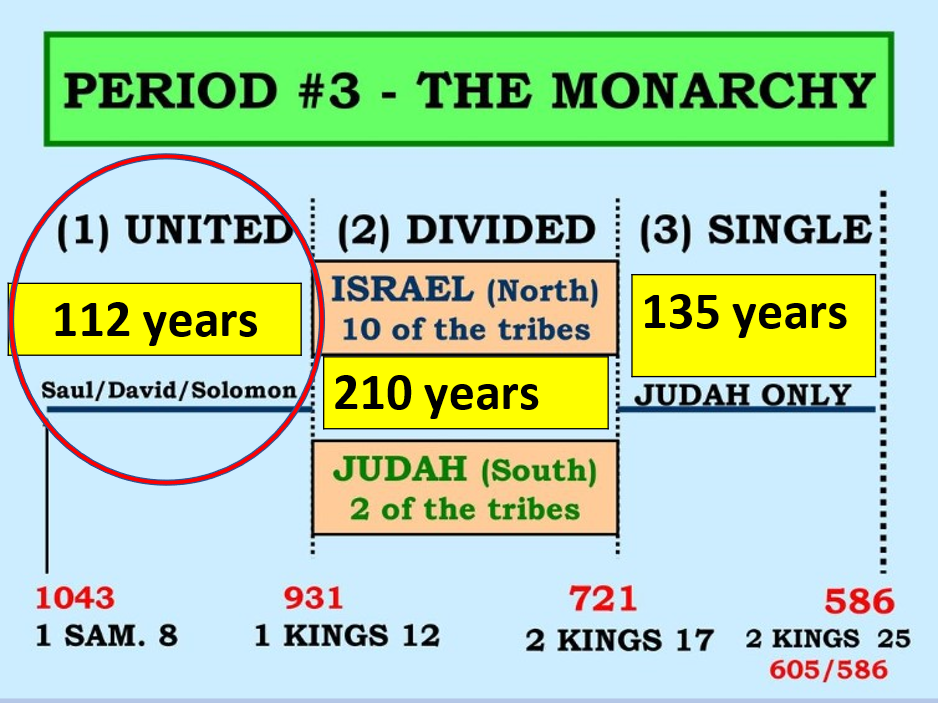 PERIOD #3 - THE MONARCHY
(1) UNITED
112 years
Saul/David/Solomon
(2) DIVIDED
ISRAEL (North)
10 of the tribes
210 years
JUDAH (South)
2 of the tribes
(3) SINGLE
135 years
JUDAH ONLY
1043
1 SAM. 8
931
1 KINGS 12
721
2 KINGS 17
586
2 KINGS 25
605/586